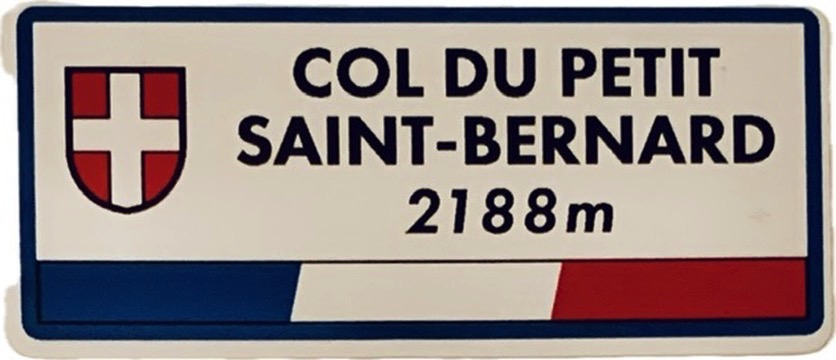 COL DU PETIT
SAINT-BERNARD
2188m